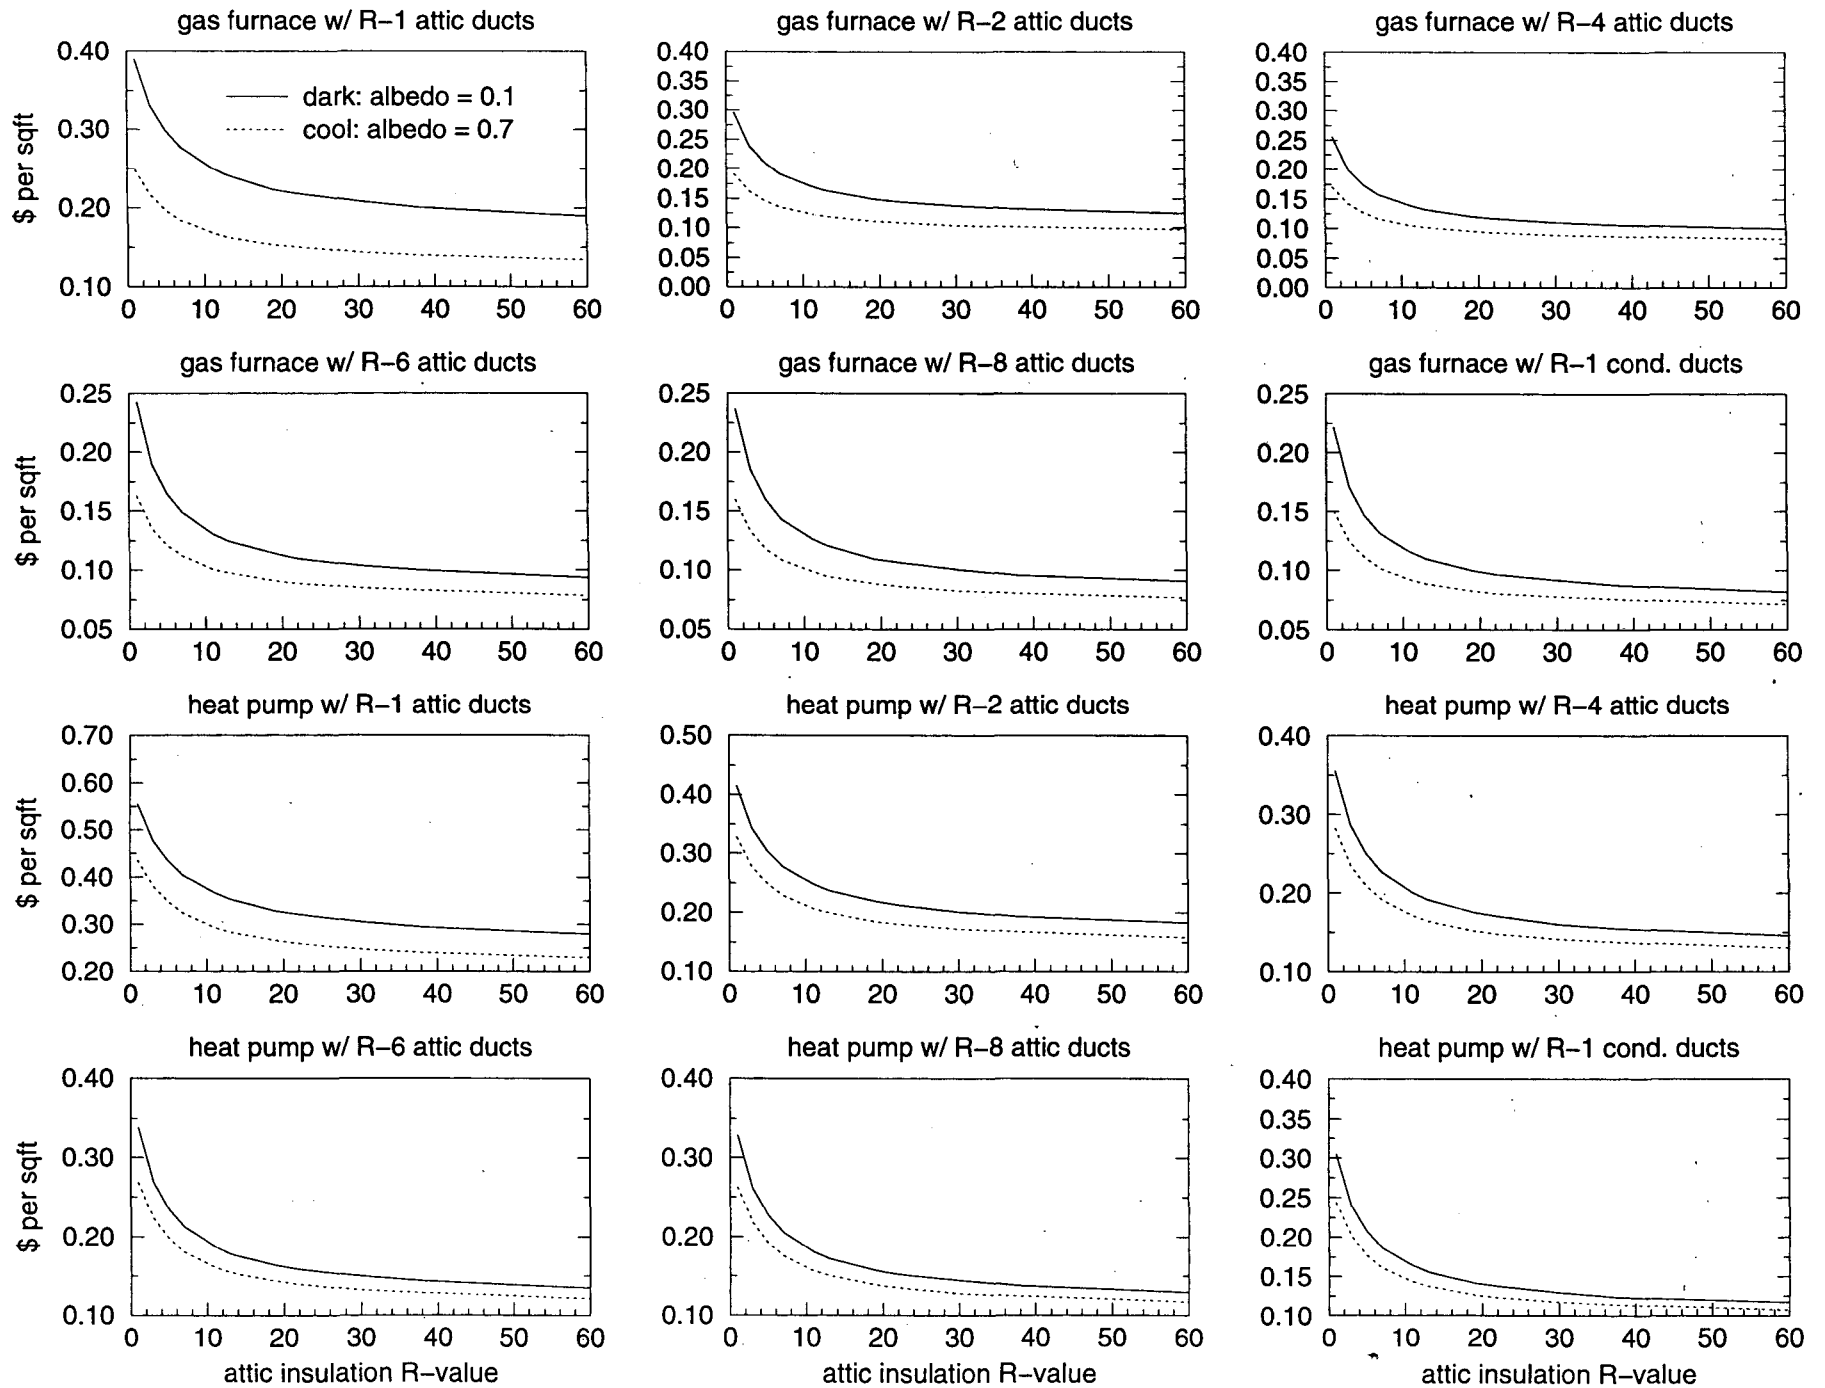 gas furnace w/ R−1 attic ducts
gas furnace w/ R−2 attic ducts
gas furnace w/ R−4 attic ducts
$ per sqft
0.40
0.30
0.20
0.10
dark: albedo = 0.1
cool: albedo = 0.7
0 10 20 30 40 50 60
0.40
0.35
0.30
0.25
0.20
0.15
0.10
0.05
0.00
0 10 20 30 40 50 60
0.40
0.35
0.30
0.25
0.20
0.15
0.10
0.05
0.00
0 10 20 30 40 50 60
gas furnace w/ R−6 attic ducts
gas furnace w/ R−8 attic ducts
gas furnace w/ R−1 cond. ducts
$ per sqft
0.25
0.20
0.15
0.10
0.05
0 10 20 30 40 50 60
0.25
0.20
0.15
0.10
0.05
0 10 20 30 40 50 60
0.25
0.20
0.15
0.10
0.05
0 10 20 30 40 50 60
heat pump w/ R−1 attic ducts
heat pump w/ R−2 attic ducts
heat pump w/ R−4 attic ducts
$ per sqft
0.70
0.60
0.50
0.40
0.30
0.20
0 10 20 30 40 50 60
0.50
0.40
0.30
0.20
0.10
0 10 20 30 40 50 60
0.40
0.30
0.20
0.10
0 10 20 30 40 50 60
heat pump w/ R−6 attic ducts
heat pump w/ R−8 attic ducts
heat pump w/ R−1 cond. ducts
$ per sqft
0.40
0.30
0.20
0.10
0 10 20 30 40 50 60
attic insulation R−value
0.40
0.30
0.20
0.10
0 10 20 30 40 50 60
attic insulation R−value
0.40
0.35
0.30
0.25
0.20
0.15
0.10
0 10 20 30 40 50 60
attic insulation R−value